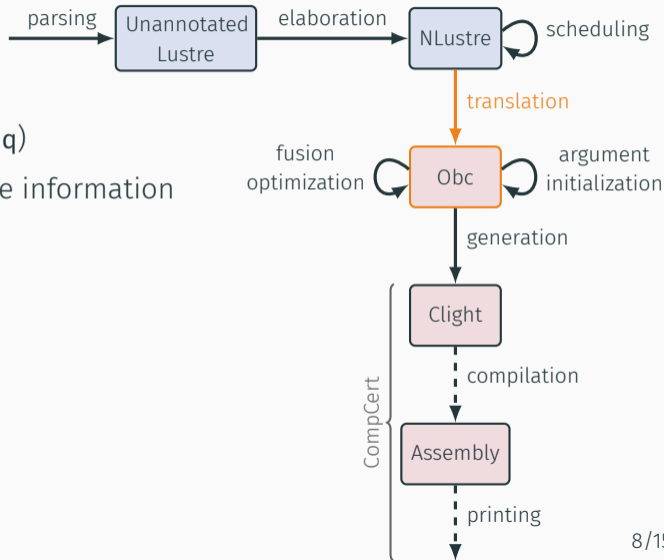 parsing
Unannotated
Lustre
elaboration
NLustre
scheduling
translation
q)
e information
fusion
optimization
Obc
argument
initialization
generation
Clight
compilation
CompCert
Assembly
printing
8/15